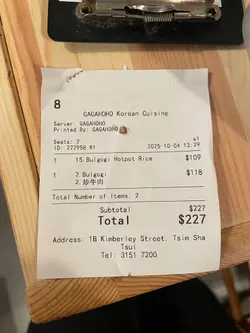 8
GAGAHOHO Korean Cuisine
Server: GAGAHOHO
Printed By: GAGAHOHO
s1
Seats: 2 2025-10-04 13:29
ID: 222958 #1
1 15. Bulgogi Hotpot Rice $109
1 2. Bulgogi $118
2. 炒牛肉
Total Number of Items: 2
Subtotal $227
Total $227
Address: 1B Kimberley Street, Tsim Sha
Tsui
Tel: 3151 7200